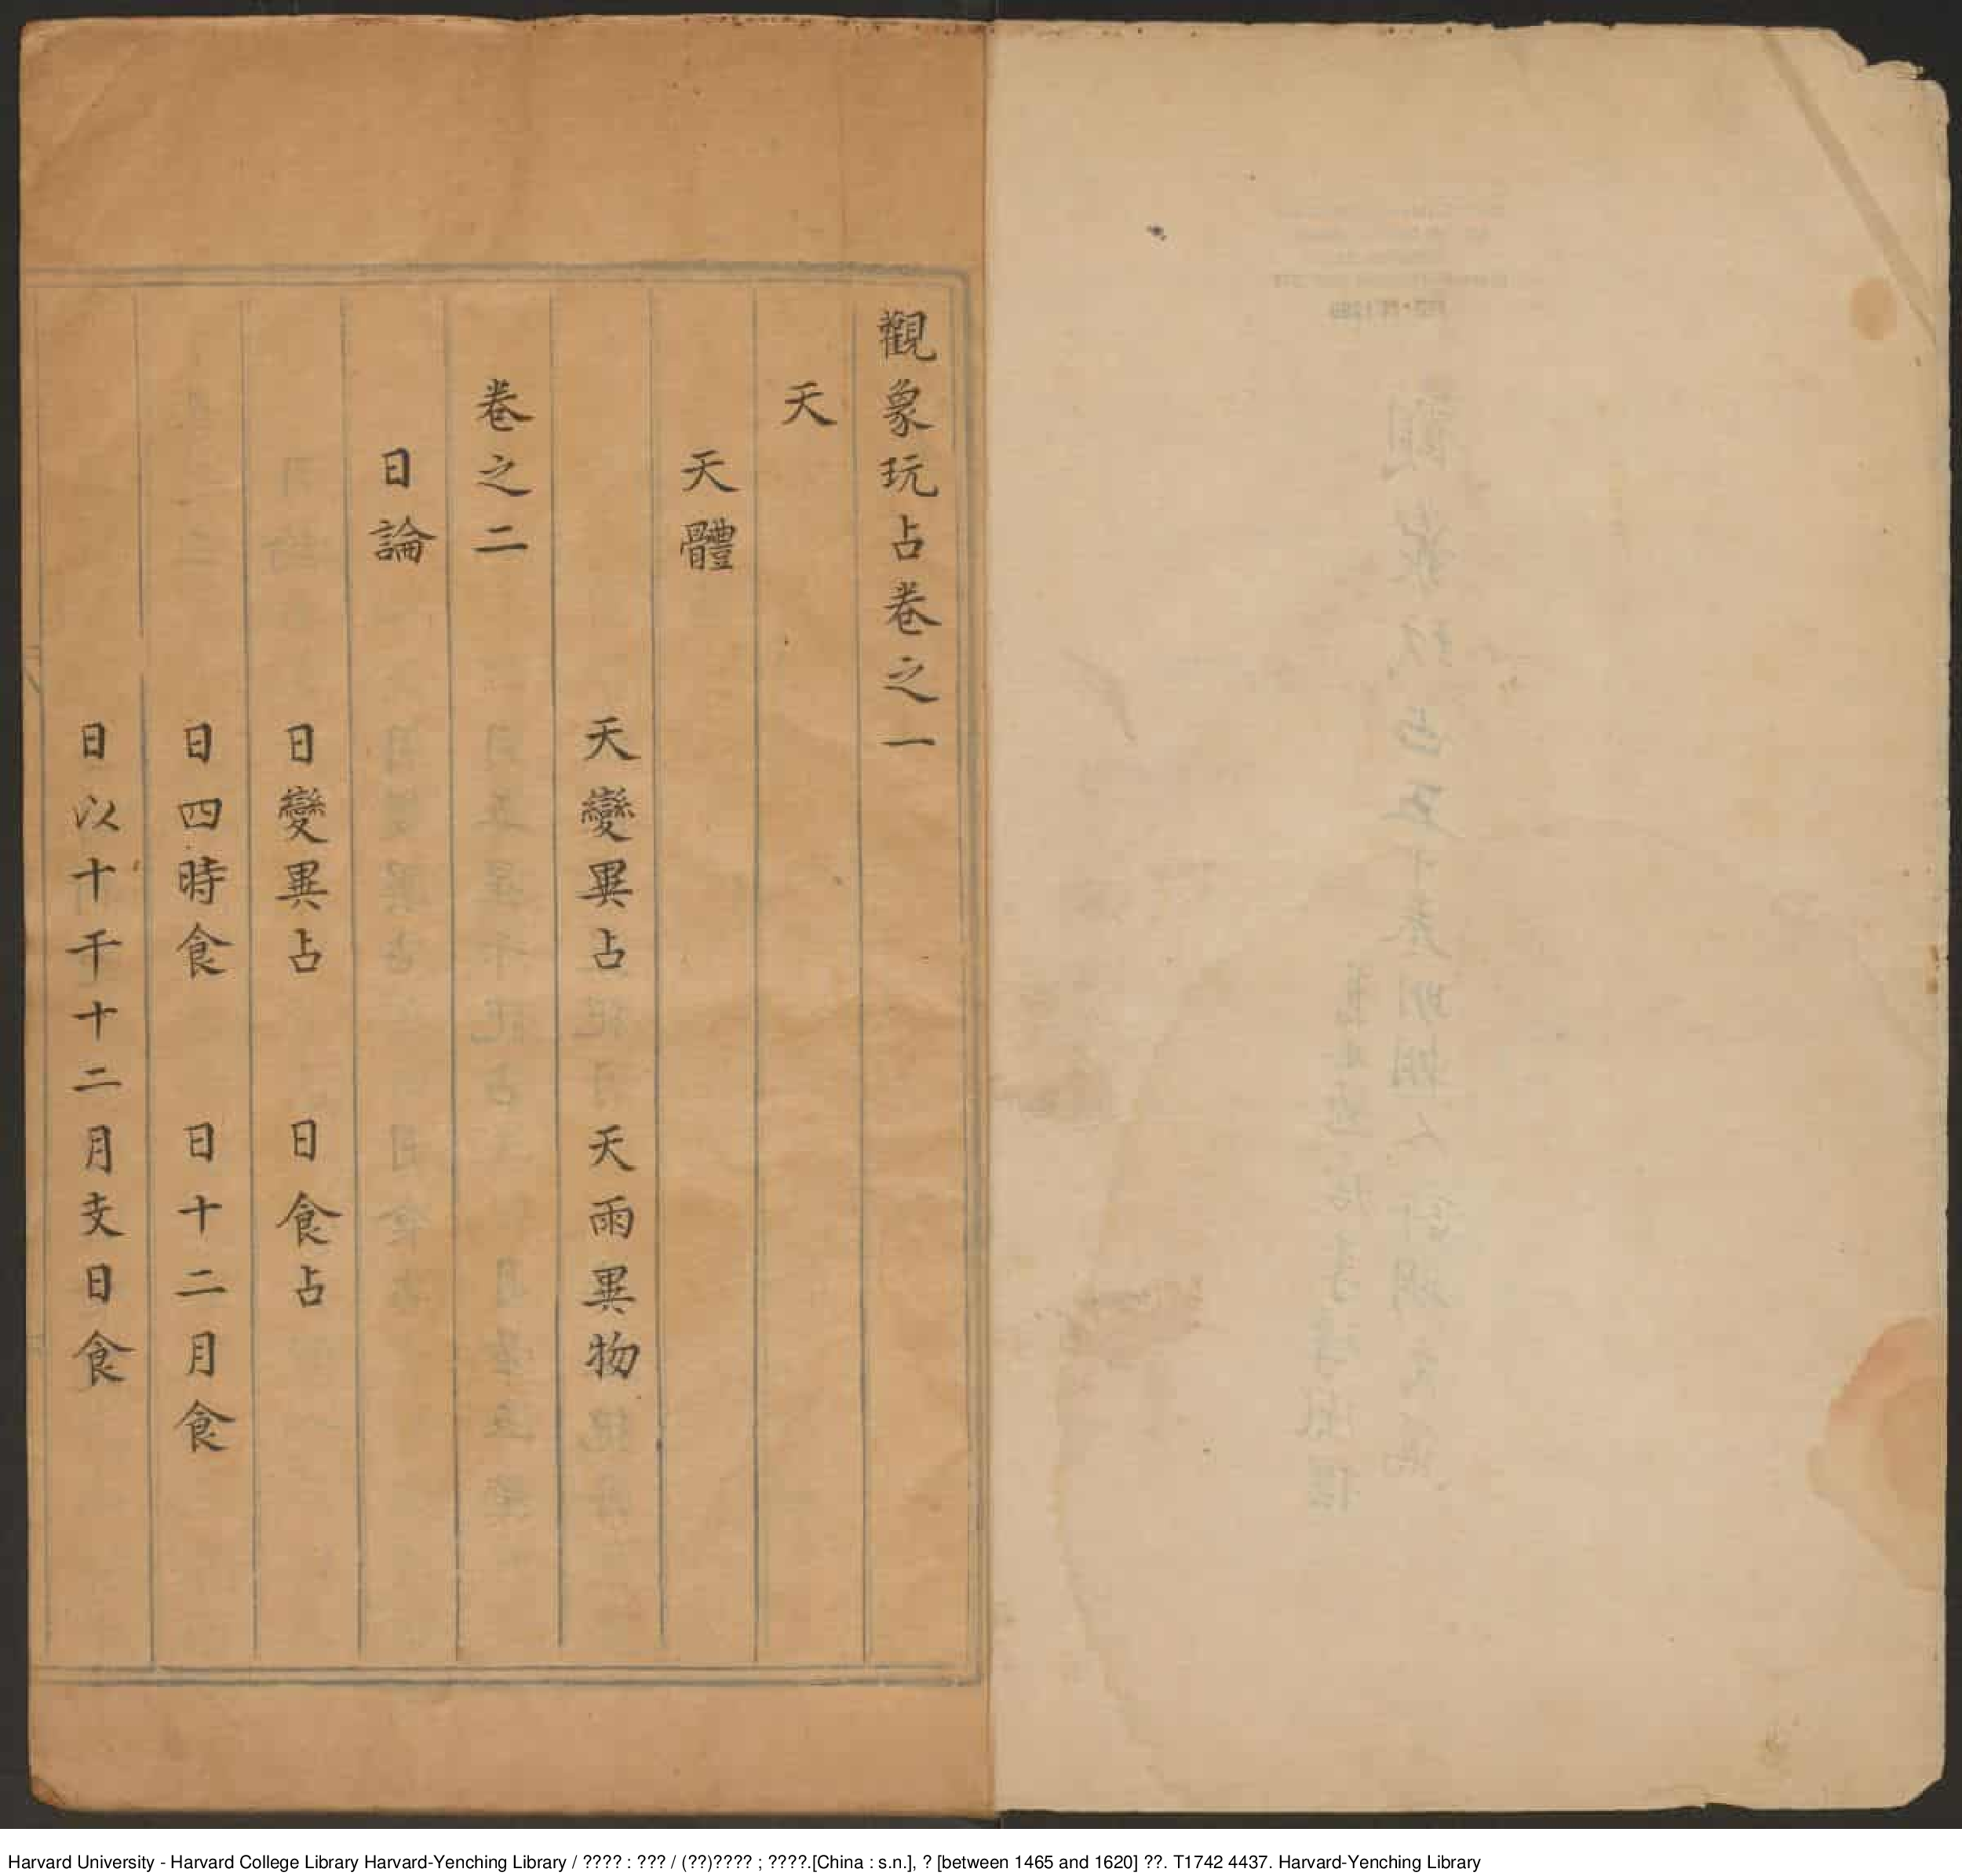 觀象玩占卷之一
天
天體
天變異占 天雨異物
卷之二
日論
日變異占 日食占
日四時食 日十二月食
日以十干十二月支日食
Harvard University - Harvard College Library Harvard-Yenching Library / ???? : ??? / (??)???? ; ????.[China : s.n.], ? [between 1465 and 1620] ??. T1742 4437. Harvard-Yenching Library